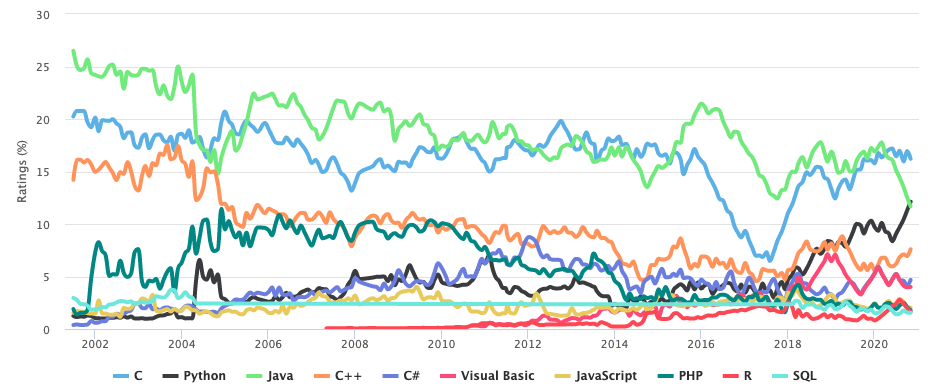 30
25
20
15
10
5
0
Ratings (%)
2002 2004 2006 2008 2010 2012 2014 2016 2018 2020
C Python Java C++ C# Visual Basic JavaScript PHP R SQL